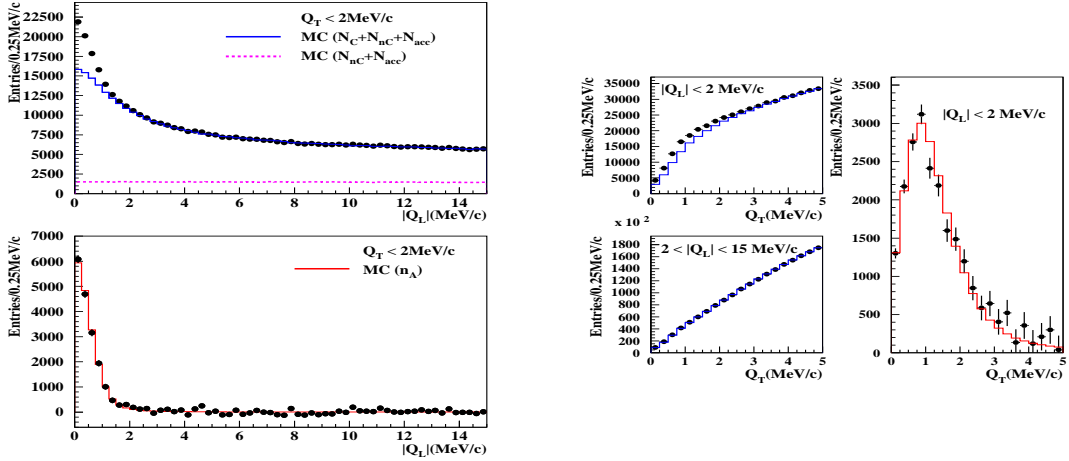 Entries/0.25MeV/c
22500
20000
17500
15000
12500
10000
7500
5000
2500
0
Q_T < 2MeV/c
MC (N_C+N_nC+N_acc)
MC (N_nC+N_acc)
0 2 4 6 8 10 12 14
|Q_L|(MeV/c)
Entries/0.25MeV/c
7000
6000
5000
4000
3000
2000
1000
0
Q_T < 2MeV/c
MC (n_A)
0 2 4 6 8 10 12 14
|Q_L|(MeV/c)
Entries/0.25MeV/c
35000
30000
25000
20000
15000
10000
5000
0
|Q_L| < 2 MeV/c
0 1 2 3 4 5
Q_T(MeV/c)
x 10^2
Entries/0.25MeV/c
1800
1600
1400
1200
1000
800
600
400
200
2 < |Q_L| < 15 MeV/c
0 1 2 3 4 5
Q_T(MeV/c)
Entries/0.25MeV/c
3500
3000
2500
2000
1500
1000
500
0
|Q_L| < 2 MeV/c
0 1 2 3 4 5
Q_T(MeV/c)